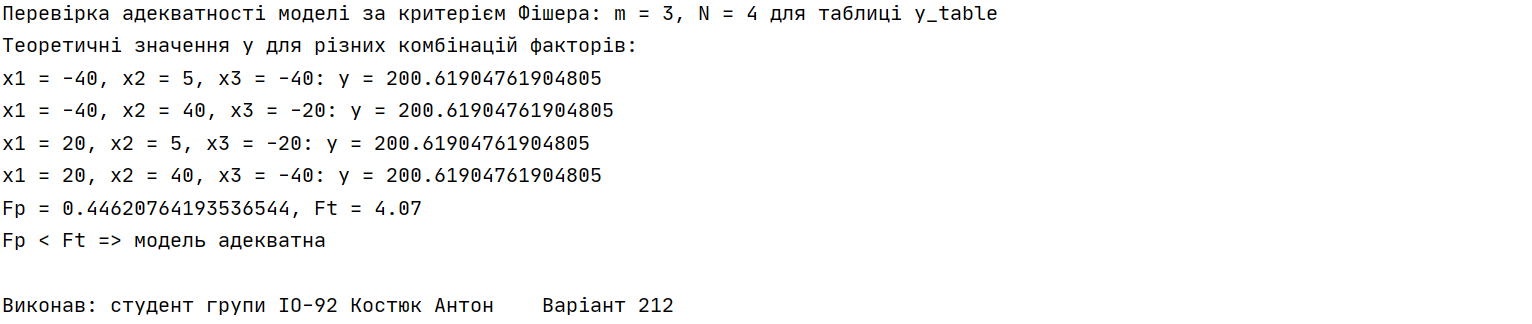 Перевірка адекватності моделі за критерієм Фішера: m = 3, N = 4 для таблиці y_table
Теоретичні значення y для різних комбінацій факторів:
x1 = -40, x2 = 5, x3 = -40: y = 200.61904761904805
x1 = -40, x2 = 40, x3 = -20: y = 200.61904761904805
x1 = 20, x2 = 5, x3 = -20: y = 200.61904761904805
x1 = 20, x2 = 40, x3 = -40: y = 200.61904761904805
Fp = 0.44620764193536544, Ft = 4.07
Fp < Ft => модель адекватна
Виконав: студент групи ІО-92 Костюк Антон    Варіант 212